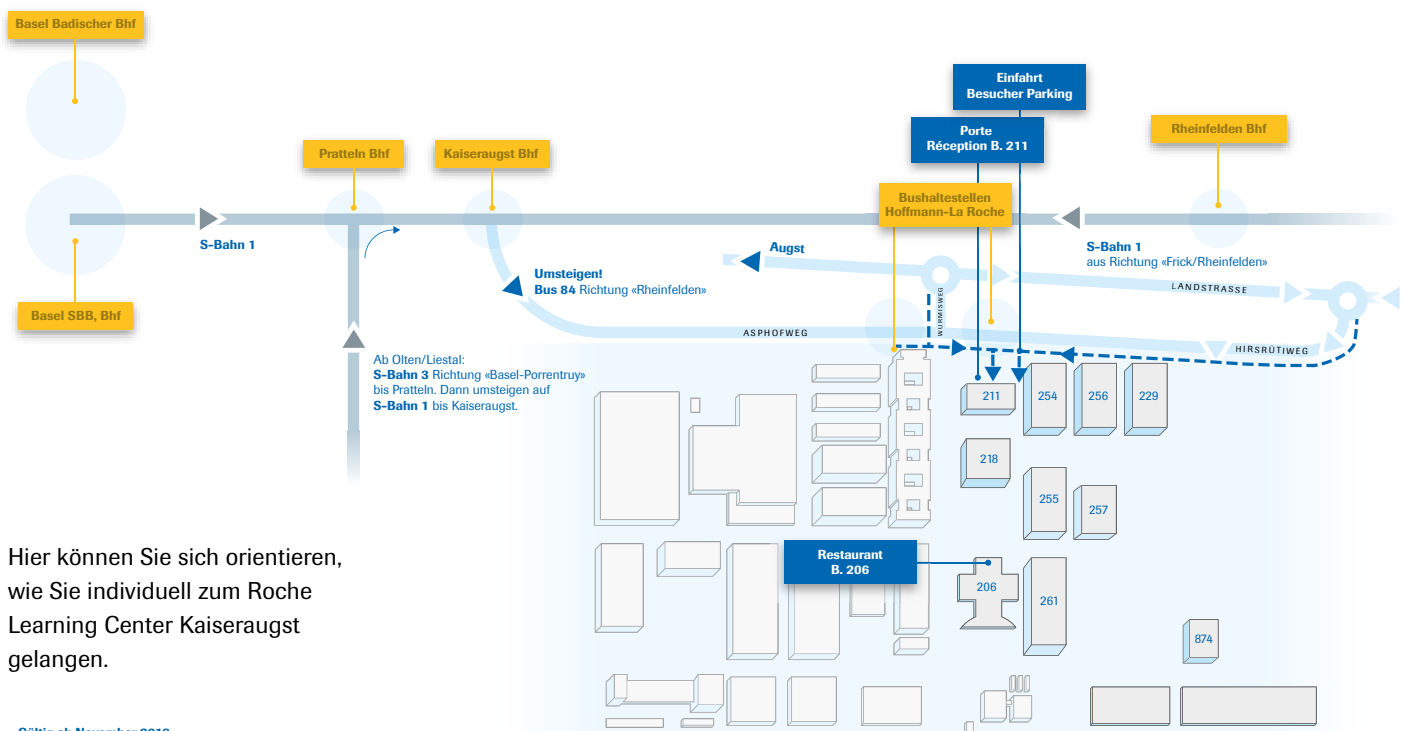 Basel Badischer Bhf
Einfahrt
Besucher Parking
Porte
Réception B. 211
Rheinfelden Bhf
Pratteln Bhf
Kaiseraugst Bhf
Bushaltestellen
Hoffmann-La Roche
S-Bahn 1
Augst
S-Bahn 1
aus Richtung «Frick/Rheinfelden»
Umsteigen!
Bus 84 Richtung «Rheinfelden»
LANDSTRASSE
WURMISWEG
Basel SBB, Bhf
ASPHOFWEG
HIRSRÜTIWEG
Ab Olten/Liestal:
S-Bahn 3 Richtung «Basel-Porrentruy»
bis Pratteln. Dann umsteigen auf
S-Bahn 1 bis Kaiseraugst.
211
254
256
229
218
255
257
Restaurant
B. 206
206
261
874
Hier können Sie sich orientieren,
wie Sie individuell zum Roche
Learning Center Kaiseraugst
gelangen.